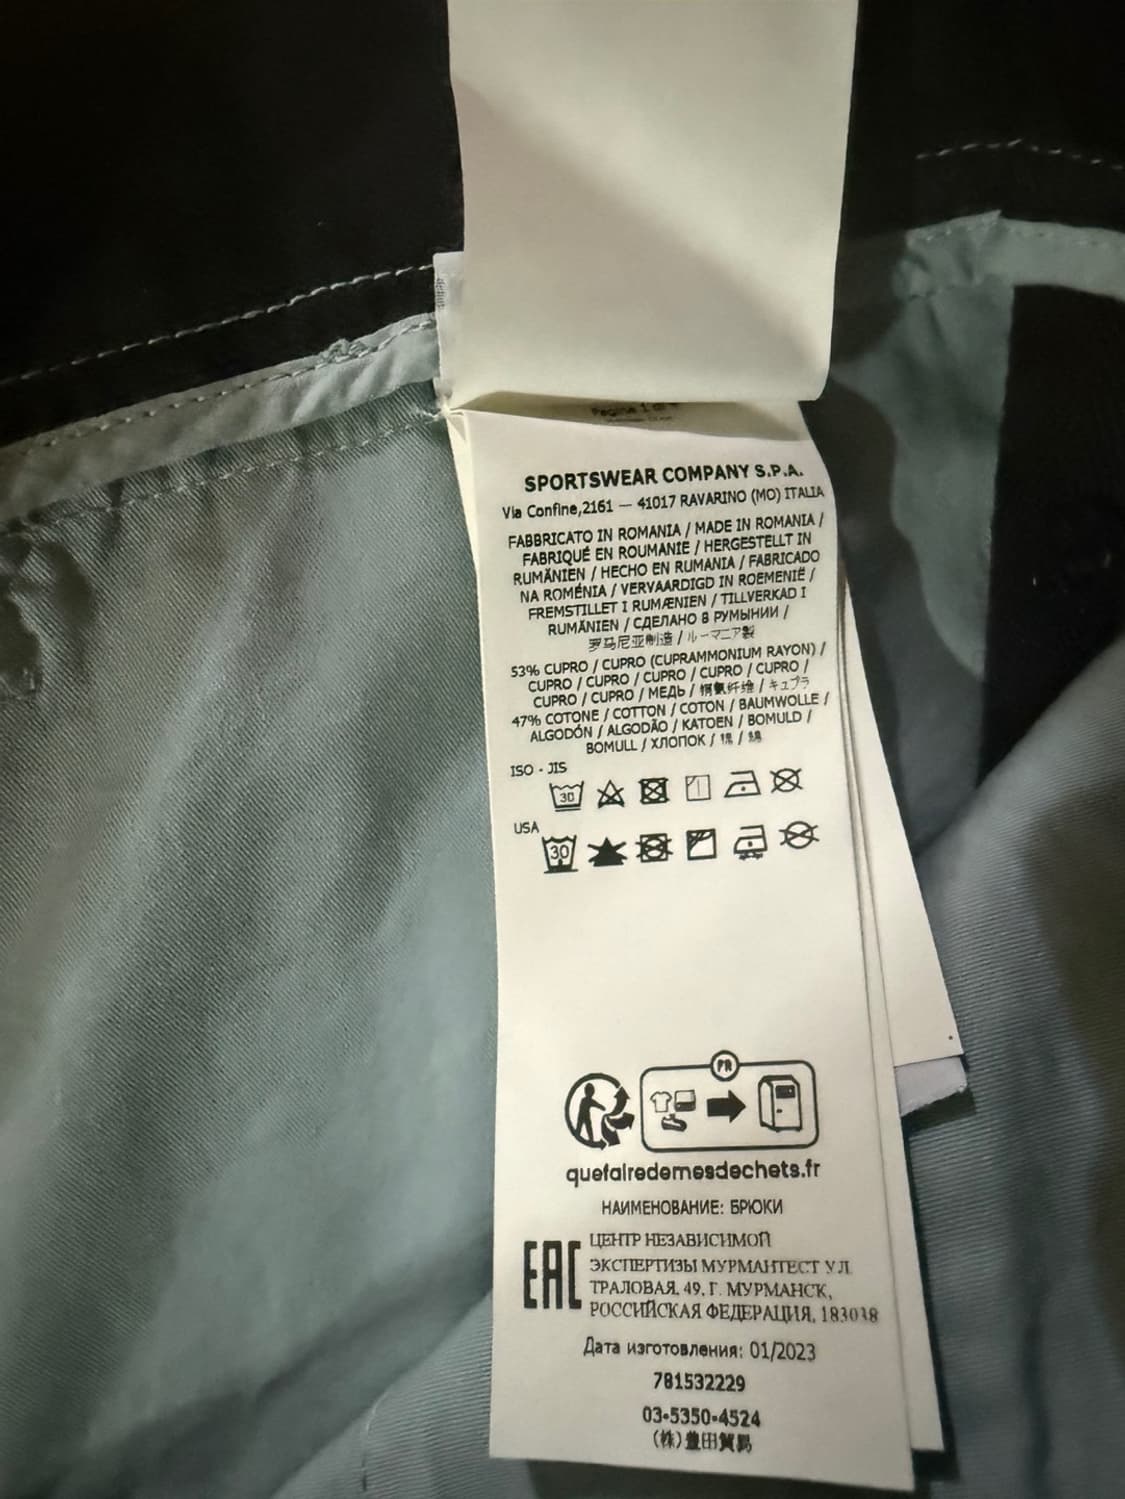 Pagina 1 di
SPORTSWEAR COMPANY S.P.A.
Via Confine,2161 — 41017 RAVARINO (MO) ITALIA
FABBRICATO IN ROMANIA / MADE IN ROMANIA /
FABRIQUÉ EN ROUMANIE / HERGESTELLT IN
RUMÄNIEN / HECHO EN RUMANIA / FABRICADO
NA ROMÉNIA / VERVAARDIGD IN ROEMENIË /
FREMSTILLET I RUMÆNIEN / TILLVERKAD I
RUMÄNIEN / СДЕЛАНО В РУМЫНИИ /
罗马尼亚制造 / ルーマニア製
53% CUPRO / CUPRO (CUPRAMMONIUM RAYON) /
CUPRO / CUPRO / CUPRO / CUPRO / CUPRO /
CUPRO / CUPRO / МЕДЬ / 铜氨纤维 / キュプラ
47% COTONE / COTTON / COTON / BAUMWOLLE /
ALGODÓN / ALGODÃO / KATOEN / BOMULD /
BOMULL / ХЛОПОК / 棉 / 綿
ISO - JIS
30
USA
30
FR
quefairedemesdechets.fr
НАИМЕНОВАНИЕ: БРЮКИ
EAC
ЦЕНТР НЕЗАВИСИМОЙ
ЭКСПЕРТИЗЫ МУРМАНТЕСТ УЛ.
ТРАЛОВАЯ, 49, Г. МУРМАНСК,
РОССИЙСКАЯ ФЕДЕРАЦИЯ, 183038
Дата изготовления: 01/2023
781532229
03-5350-4524
(株)豊田貿易